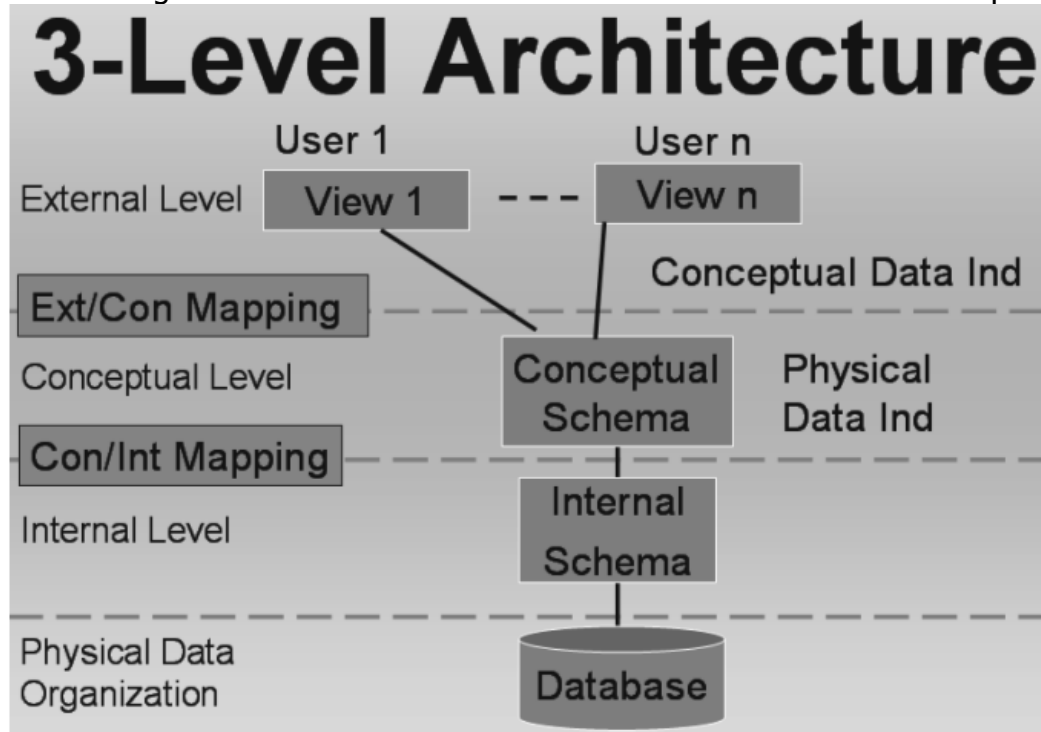 3-Level Architecture
User 1
User n
External Level
View 1
View n
Conceptual Data Ind
Ext/Con Mapping
Conceptual Level
Conceptual
Schema
Physical
Data Ind
Con/Int Mapping
Internal Level
Internal
Schema
Physical Data
Organization
Database